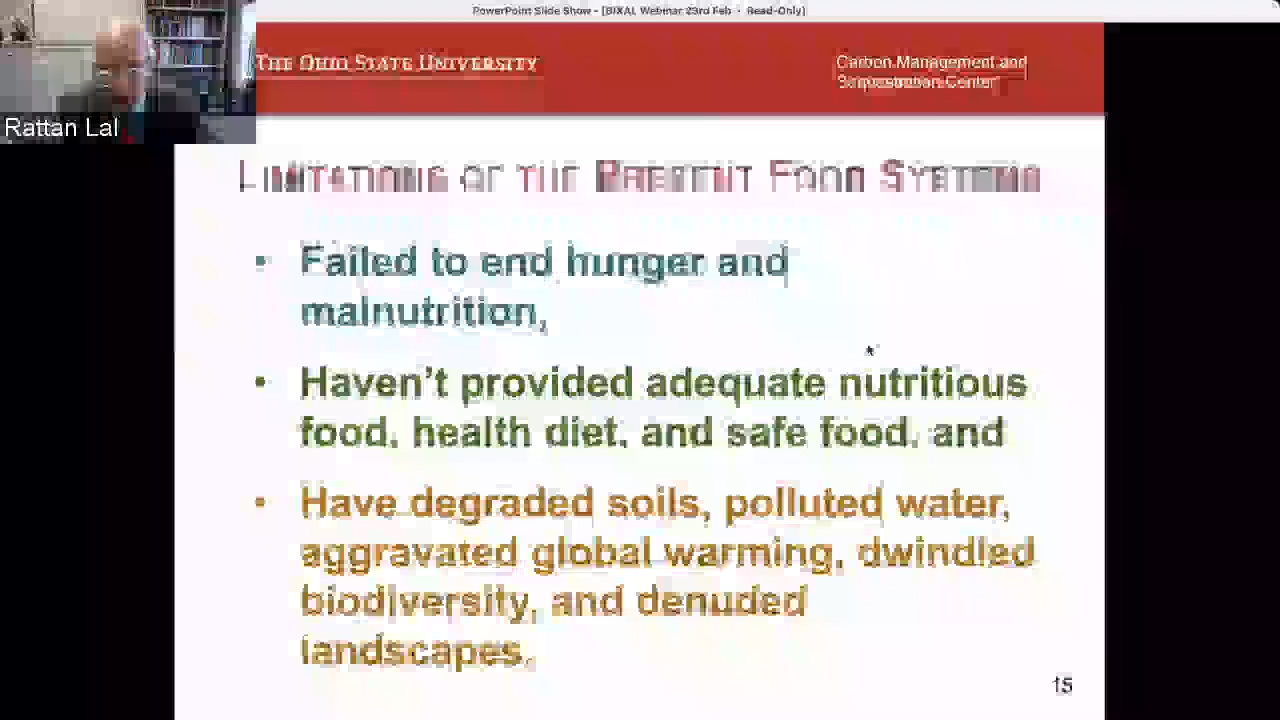 PowerPoint Slide Show - [BIXAL Webinar 23rd Feb - Read-Only]
THE OHIO STATE UNIVERSITY
Carbon Management and
Sequestration Center
Rattan Lal
LIMITATIONS OF THE PRESENT FOOD SYSTEMS
• Failed to end hunger and
malnutrition,
• Haven't provided adequate nutritious
food, health diet, and safe food, and
• Have degraded soils, polluted water,
aggravated global warming, dwindled
biodiversity, and denuded
landscapes.
15